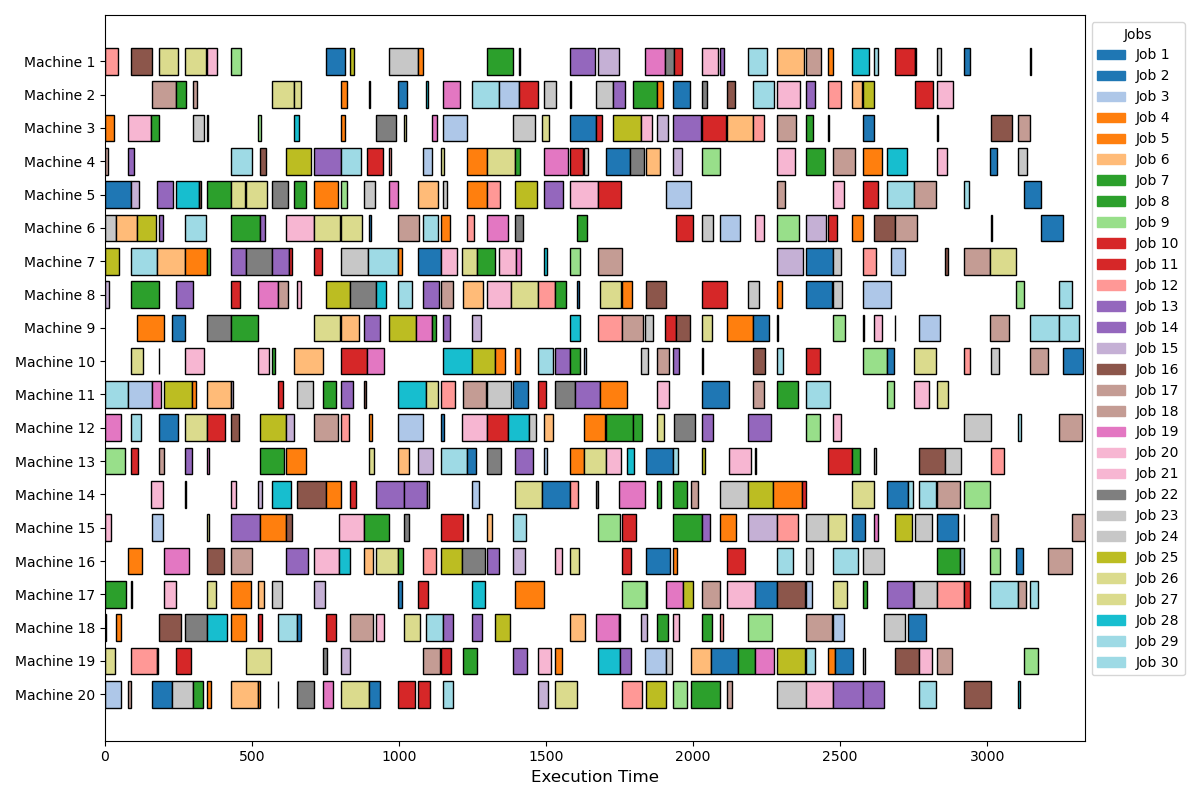 Jobs
Machine 1
Machine 2
Machine 3
Machine 4
Machine 5
Machine 6
Machine 7
Machine 8
Machine 9
Machine 10
Machine 11
Machine 12
Machine 13
Machine 14
Machine 15
Machine 16
Machine 17
Machine 18
Machine 19
Machine 20
Job 1
Job 2
Job 3
Job 4
Job 5
Job 6
Job 7
Job 8
Job 9
Job 10
Job 11
Job 12
Job 13
Job 14
Job 15
Job 16
Job 17
Job 18
Job 19
Job 20
Job 21
Job 22
Job 23
Job 24
Job 25
Job 26
Job 27
Job 28
Job 29
Job 30
0 500 1000 1500 2000 2500 3000
Execution Time